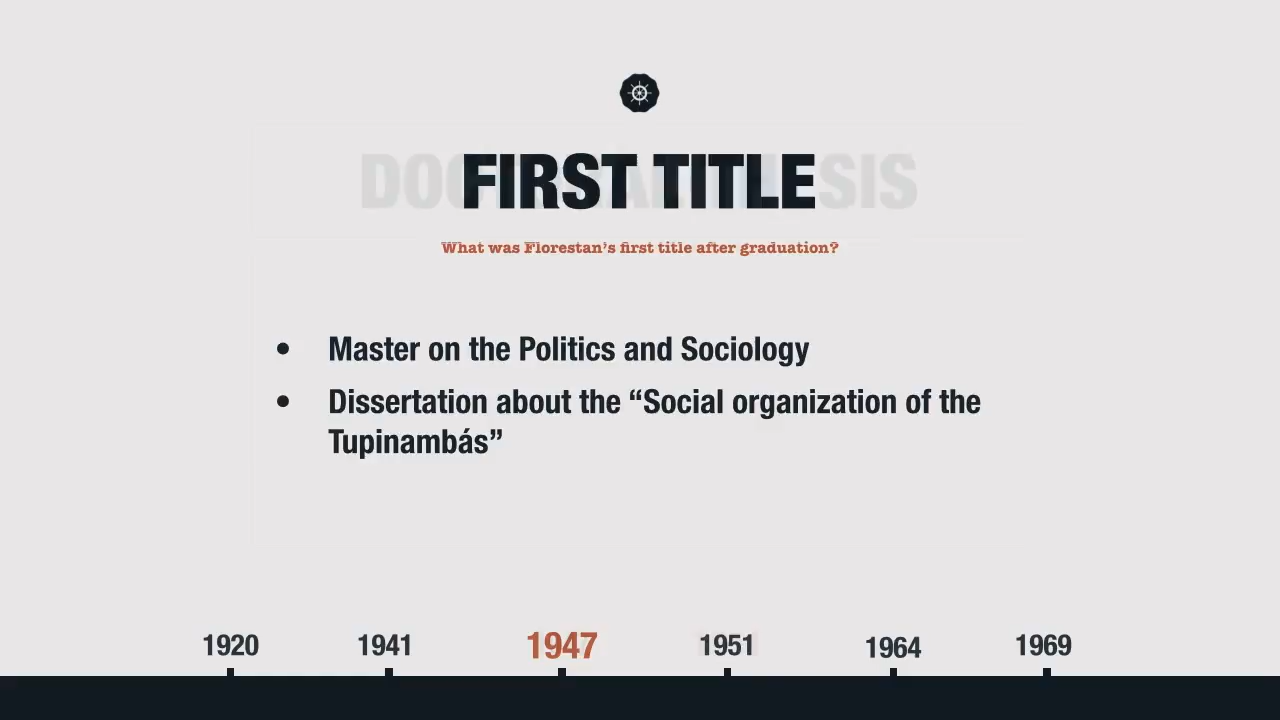 FIRST TITLE
What was Florestan's first title after graduation?
• Master on the Politics and Sociology
• Dissertation about the “Social organization of the
Tupinambás”
1920 1941 1947 1951 1964 1969